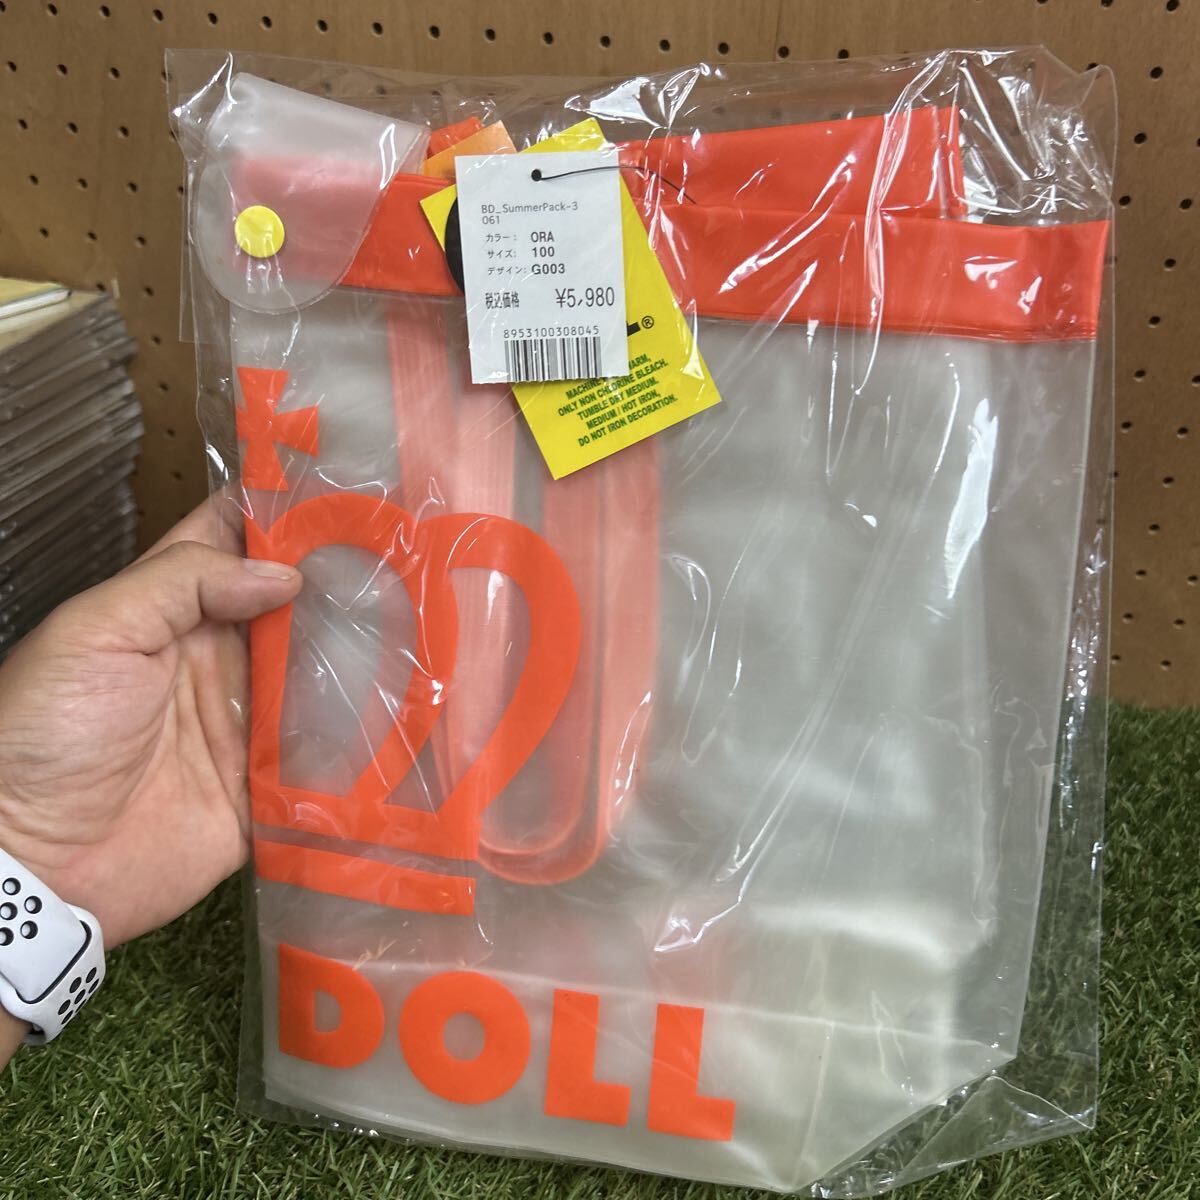 BD_SummerPack-3
061
カラー： ORA
サイズ: 100
デザイン: G003
税込価格 ¥5,980
8953100308045
L®
WARM,
MACHINE
ONLY NON CHLORINE BLEACH.
TUMBLE DRY MEDIUM.
MEDIUM / HOT IRON.
DO NOT IRON DECORATION.
DOLL